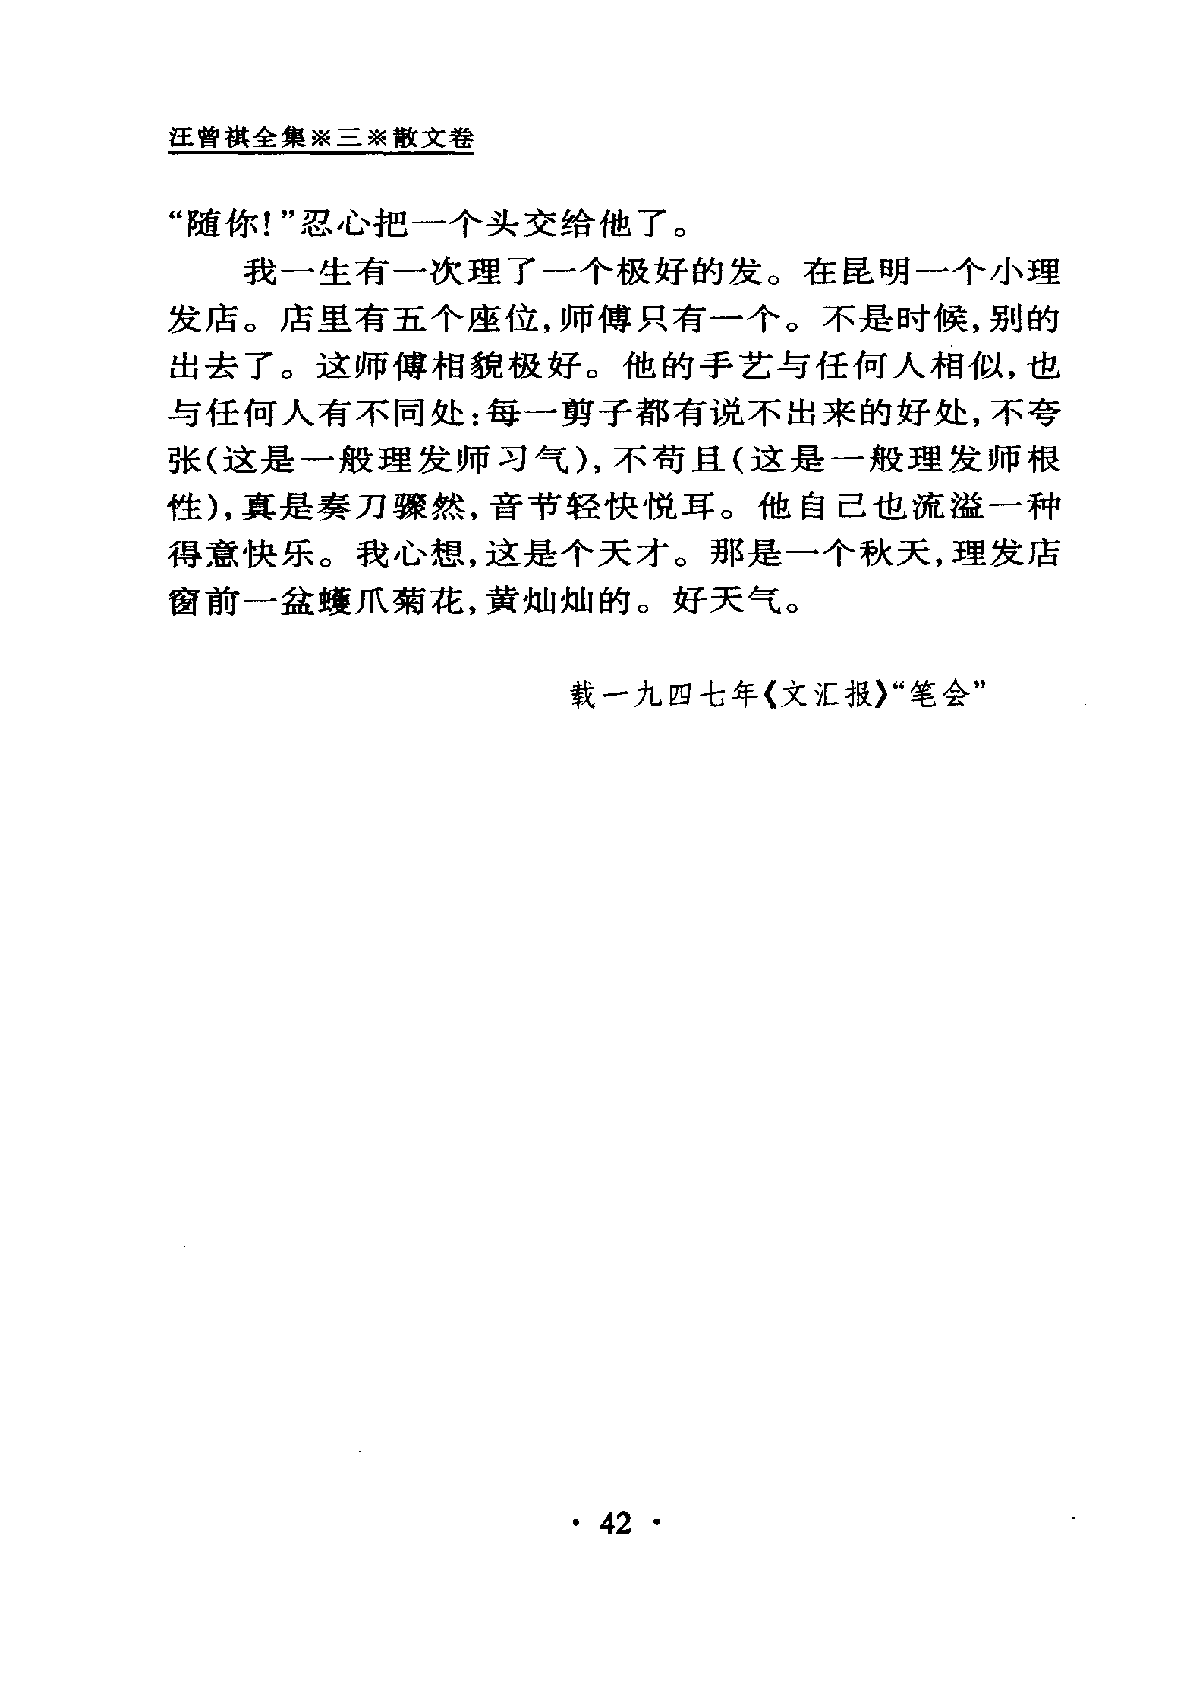 汪曾祺全集※三※散文卷
“随你!”忍心把一个头交给他了。
我一生有一次理了一个极好的发。在昆明一个小理
发店。店里有五个座位,师傅只有一个。不是时候,别的
出去了。这师傅相貌极好。他的手艺与任何人相似,也
与任何人有不同处:每一剪子都有说不出来的好处,不夸
张(这是一般理发师习气),不苟且(这是一般理发师根
性),真是奏刀骤然,音节轻快悦耳。他自己也流溢一种
得意快乐。我心想,这是个天才。那是一个秋天,理发店
窗前一盆蠖爪菊花,黄灿灿的。好天气。
载一九四七年《文汇报》“笔会”
· 42 ·